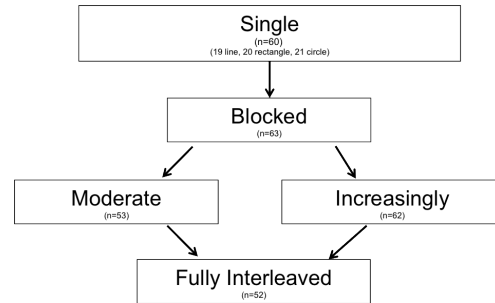 Single
(n=60)
(19 line, 20 rectangle, 21 circle)
Blocked
(n=63)
Moderate
(n=53)
Increasingly
(n=62)
Fully Interleaved
(n=52)